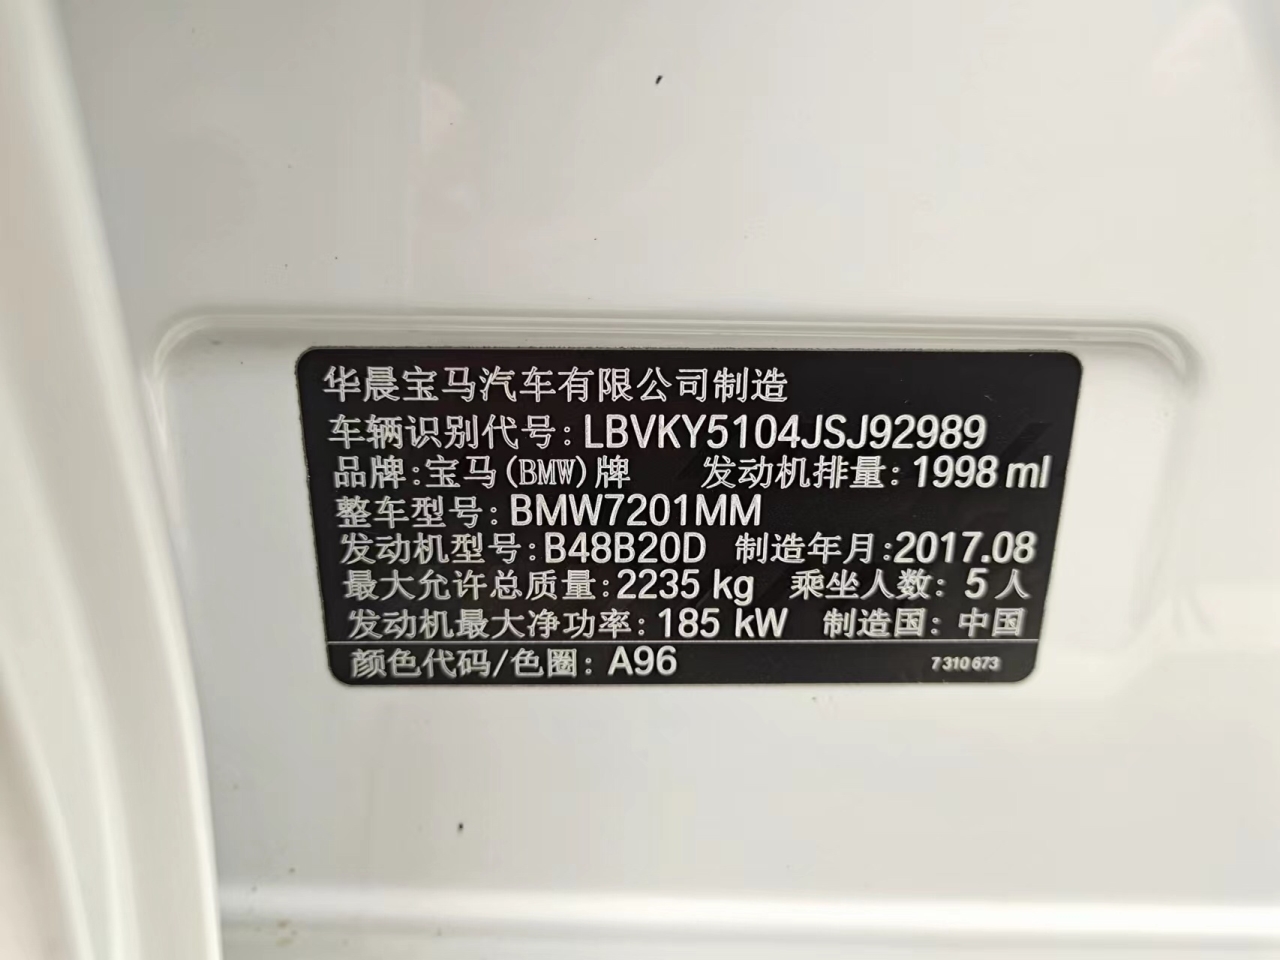 华晨宝马汽车有限公司制造
车辆识别代号: LBVKY5104JSJ92989
品牌: 宝马(BMW)牌 发动机排量: 1998 ml
整车型号: BMW7201MM
发动机型号: B48B20D 制造年月: 2017.08
最大允许总质量: 2235 kg 乘坐人数: 5 人
发动机最大净功率: 185 kW 制造国: 中国
颜色代码/色圈: A96 7 310 673